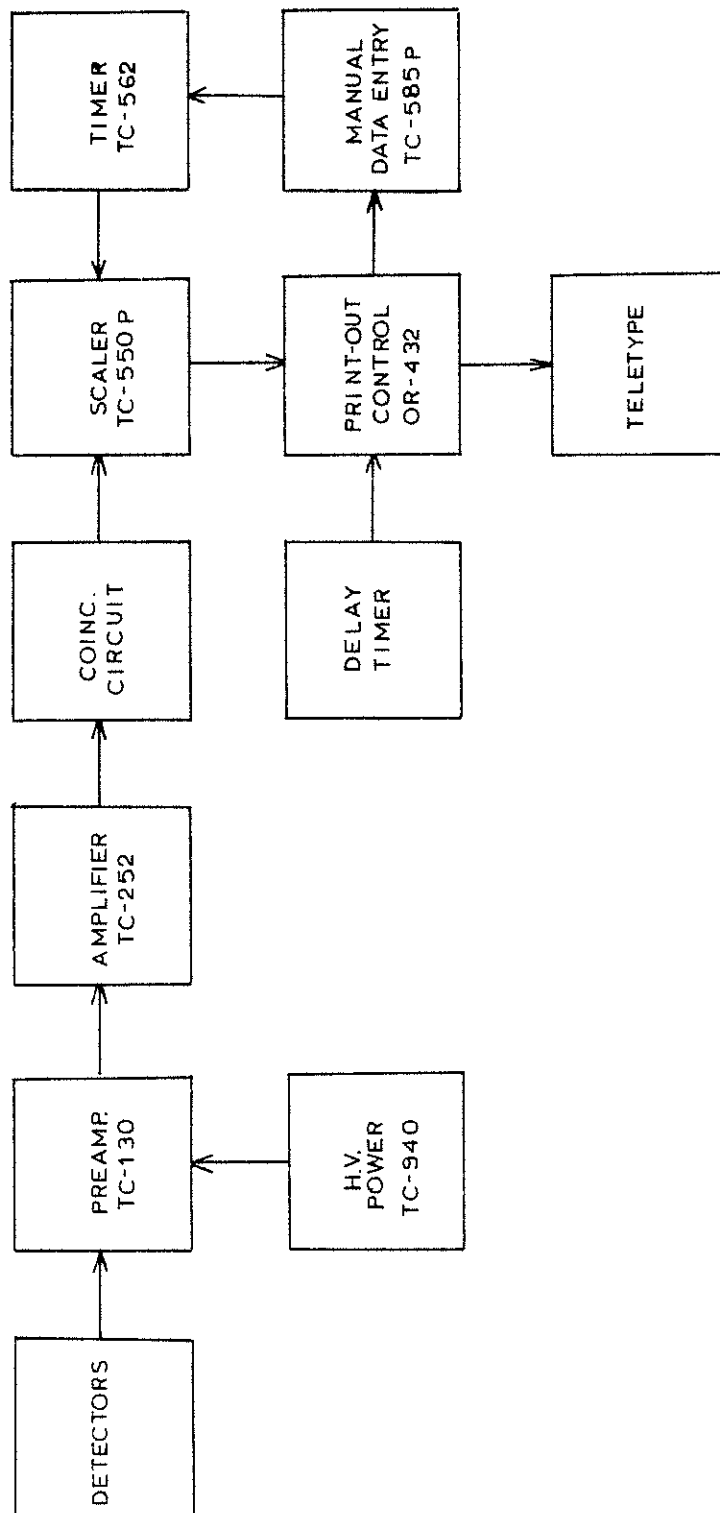 DETECTORS
PREAMP.
TC-130
AMPLIFIER
TC-252
COINC.
CIRCUIT
SCALER
TC-550P
TIMER
TC-562
H.V.
POWER
TC-940
DELAY
TIMER
PRINT-OUT
CONTROL
OR-432
MANUAL
DATA ENTRY
TC-585P
TELETYPE